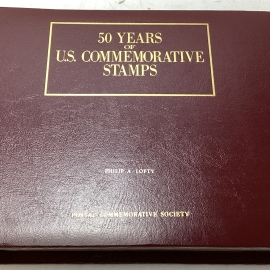 50 YEARS
OF
U.S. COMMEMORATIVE
STAMPS
PHILIP A. LOFTY
POSTAL COMMEMORATIVE SOCIETY